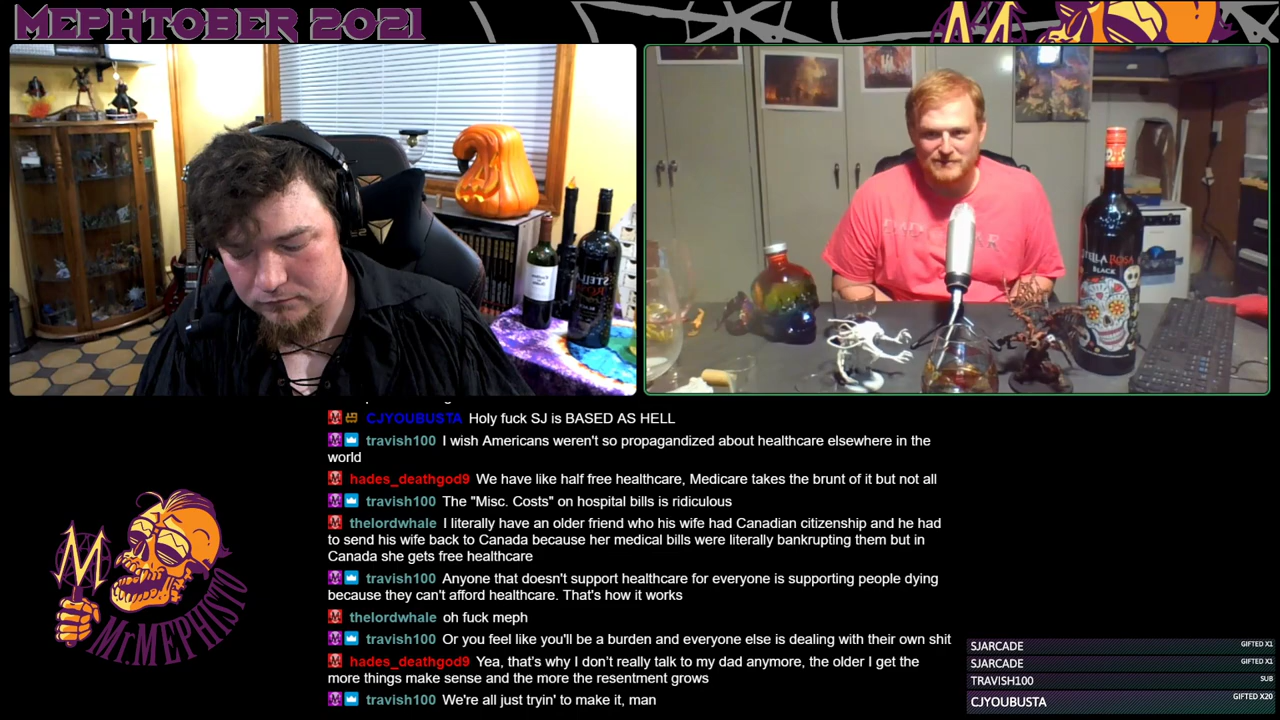 MEPHTOBER 2021
STELLA ROSA
BLACK
CJYOUBUSTA Holy fuck SJ is BASED AS HELL
travish100 I wish Americans weren't so propagandized about healthcare elsewhere in the
world
hades_deathgod9 We have like half free healthcare, Medicare takes the brunt of it but not all
travish100 The "Misc. Costs" on hospital bills is ridiculous
thelordwhale I literally have an older friend who his wife had Canadian citizenship and he had
to send his wife back to Canada because her medical bills were literally bankrupting them but in
Canada she gets free healthcare
travish100 Anyone that doesn't support healthcare for everyone is supporting people dying
because they can't afford healthcare. That's how it works
thelordwhale oh fuck meph
travish100 Or you feel like you'll be a burden and everyone else is dealing with their own shit
hades_deathgod9 Yea, that's why I don't really talk to my dad anymore, the older I get the
more things make sense and the more the resentment grows
travish100 We're all just tryin' to make it, man
M
Mr.MEPHISTO
SJARCADE GIFTED X1
SJARCADE GIFTED X1
TRAVISH100 SUB
CJYOUBUSTA GIFTED X20